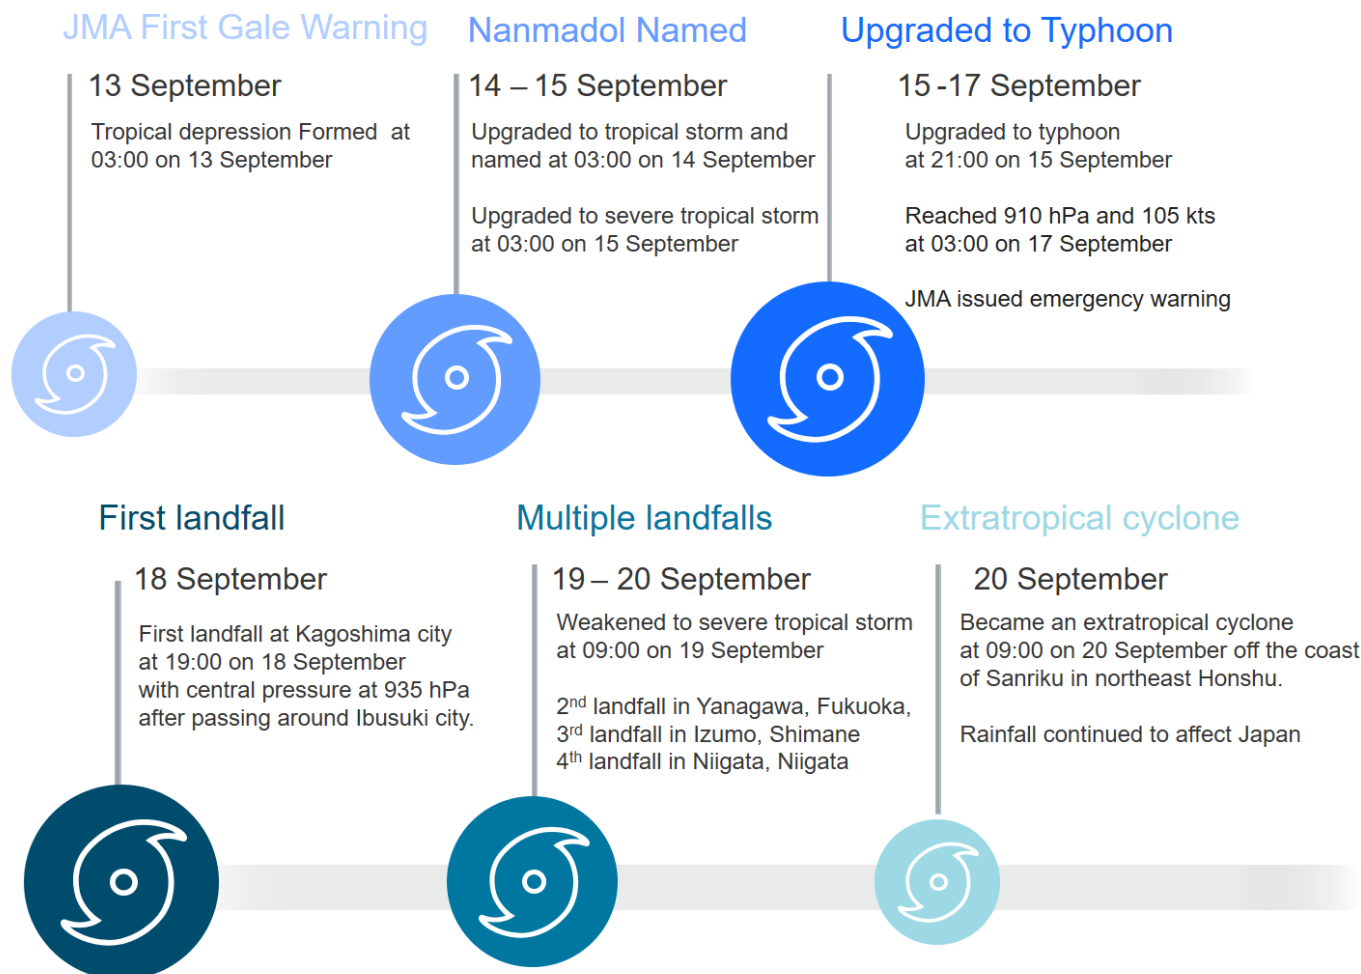 JMA First Gale Warning
13 September
Tropical depression Formed at
03:00 on 13 September
Nanmadol Named
14 – 15 September
Upgraded to tropical storm and
named at 03:00 on 14 September
Upgraded to severe tropical storm
at 03:00 on 15 September
Upgraded to Typhoon
15 -17 September
Upgraded to typhoon
at 21:00 on 15 September
Reached 910 hPa and 105 kts
at 03:00 on 17 September
JMA issued emergency warning
First landfall
18 September
First landfall at Kagoshima city
at 19:00 on 18 September
with central pressure at 935 hPa
after passing around Ibusuki city.
Multiple landfalls
19 – 20 September
Weakened to severe tropical storm
at 09:00 on 19 September
2nd landfall in Yanagawa, Fukuoka,
3rd landfall in Izumo, Shimane
4th landfall in Niigata, Niigata
Extratropical cyclone
20 September
Became an extratropical cyclone
at 09:00 on 20 September off the coast
of Sanriku in northeast Honshu.
Rainfall continued to affect Japan